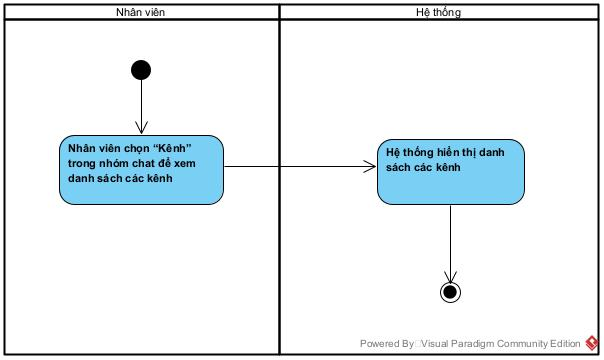 Nhân viên
Hệ thống
Nhân viên chọn “Kênh”
trong nhóm chat để xem
danh sách các kênh
Hệ thống hiển thị danh
sách các kênh
Powered By Visual Paradigm Community Edition